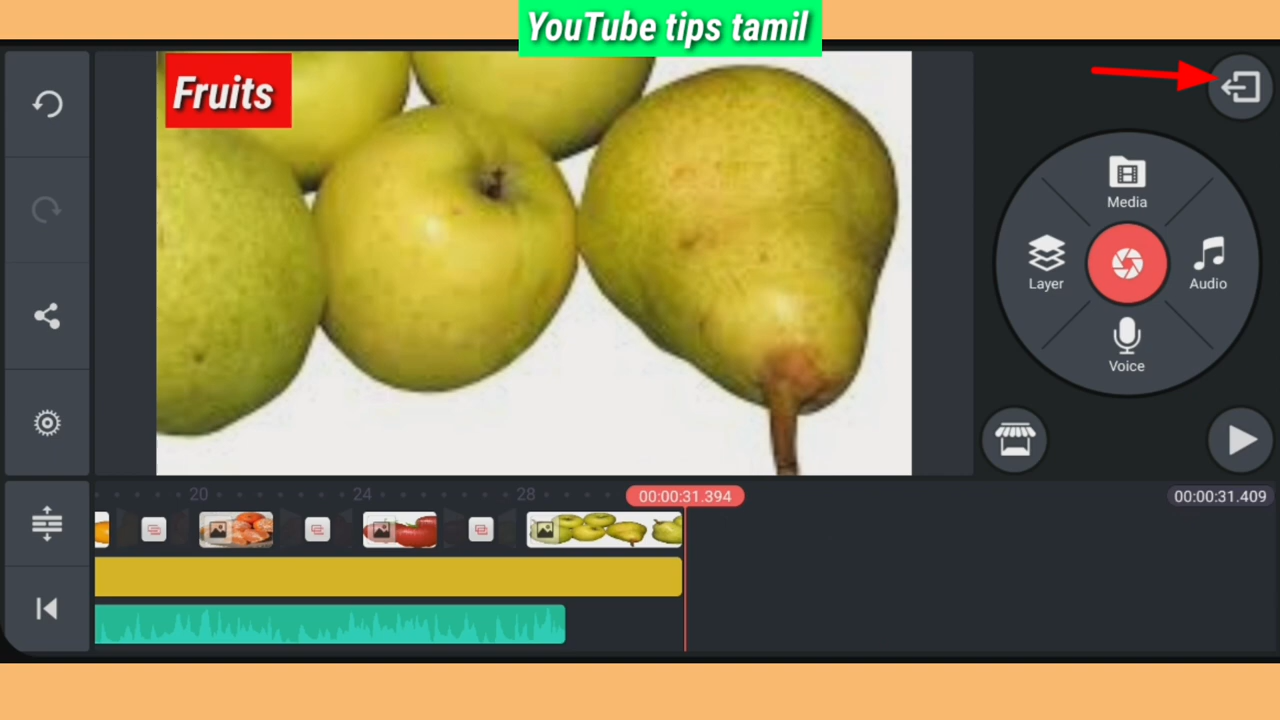 YouTube tips tamil
Fruits
Media
Layer
Audio
Voice
20
24
28
00:00:31.394
00:00:31.409